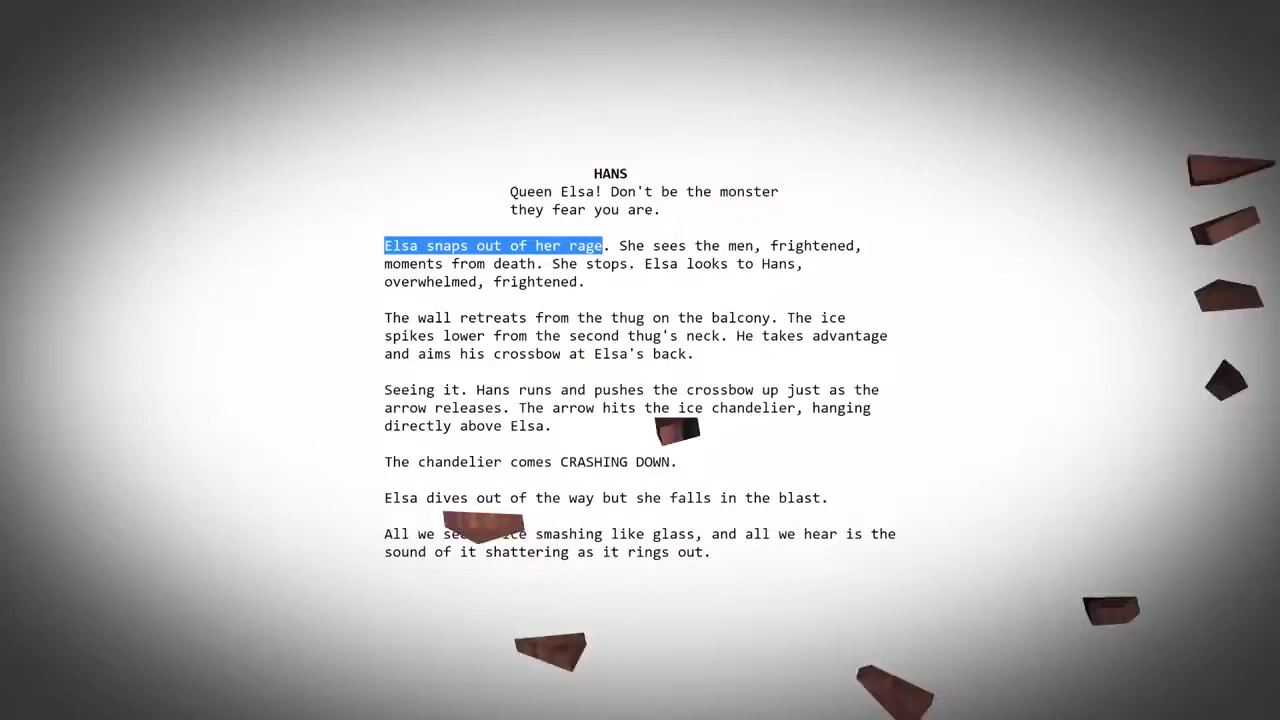 HANS
Queen Elsa! Don't be the monster
they fear you are.
Elsa snaps out of her rage. She sees the men, frightened,
moments from death. She stops. Elsa looks to Hans,
overwhelmed, frightened.
The wall retreats from the thug on the balcony. The ice
spikes lower from the second thug's neck. He takes advantage
and aims his crossbow at Elsa's back.
Seeing it. Hans runs and pushes the crossbow up just as the
arrow releases. The arrow hits the ice chandelier, hanging
directly above Elsa.
The chandelier comes CRASHING DOWN.
Elsa dives out of the way but she falls in the blast.
All we smashing like glass, and all we hear is the
sound of it shattering as it rings out.